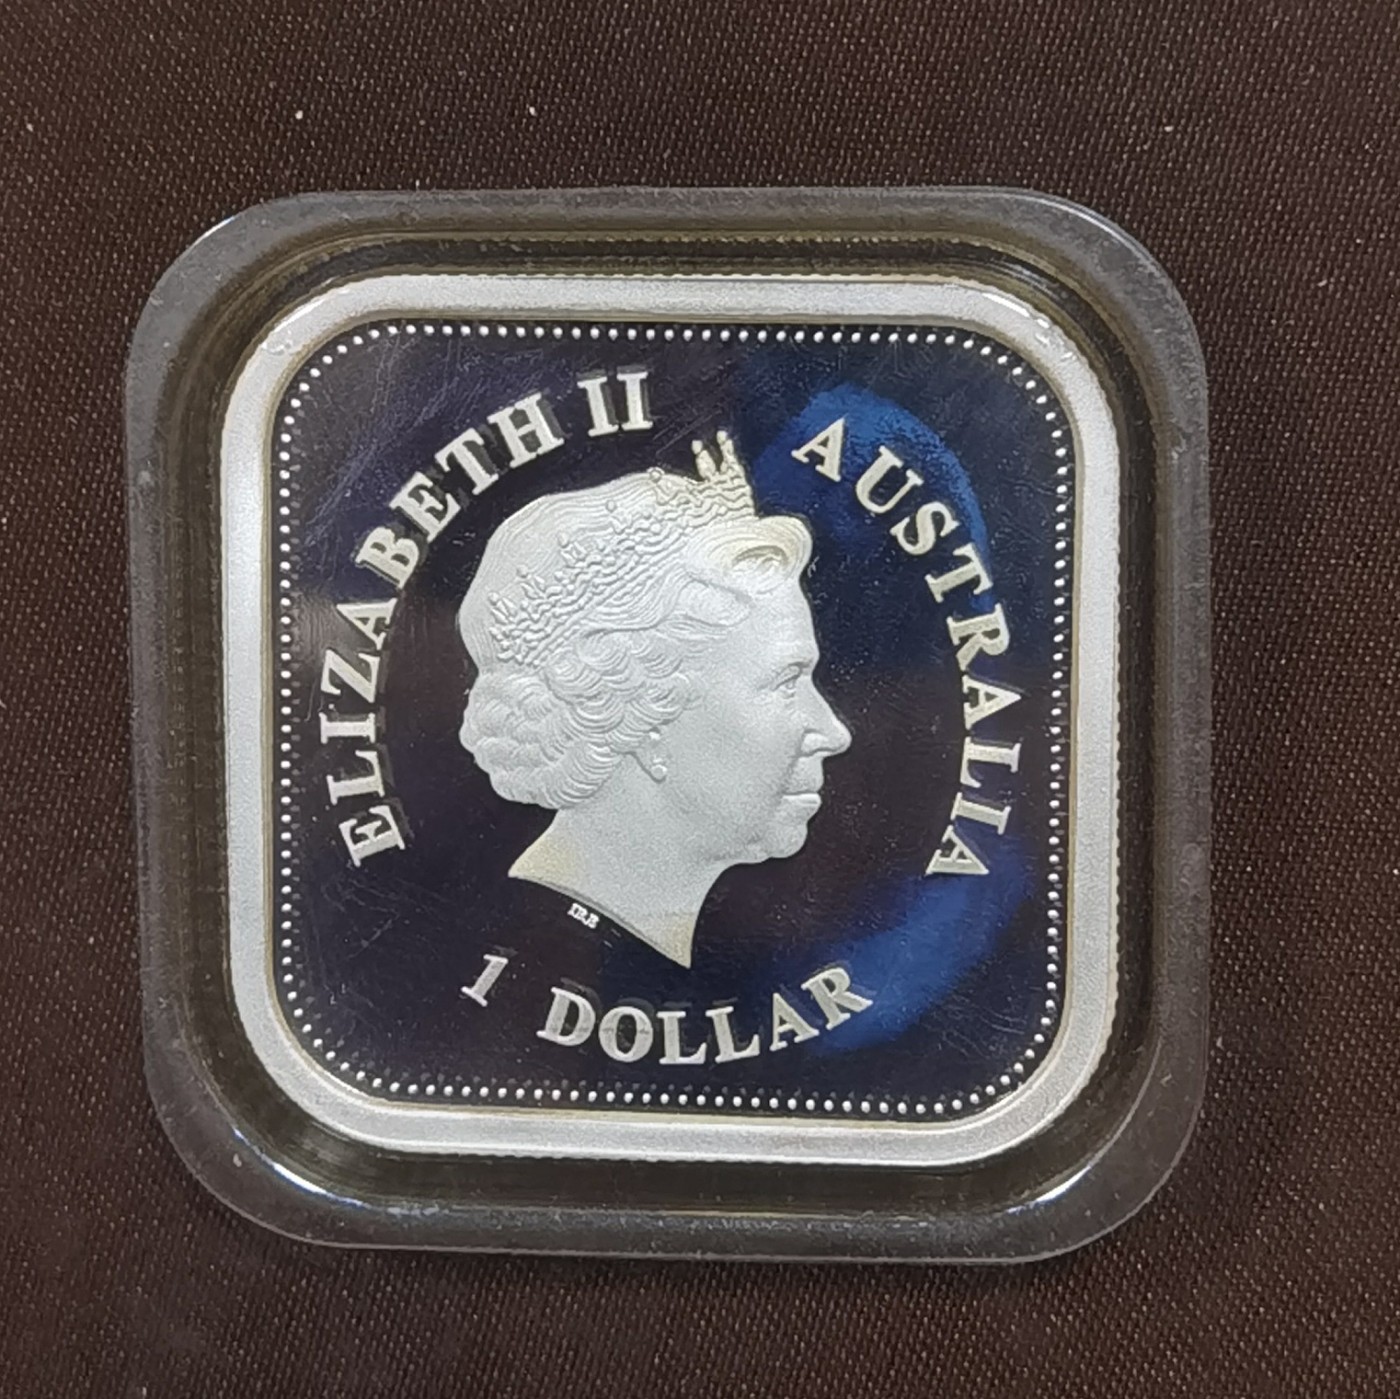 ELIZABETH II
AUSTRALIA
IRB
1 DOLLAR